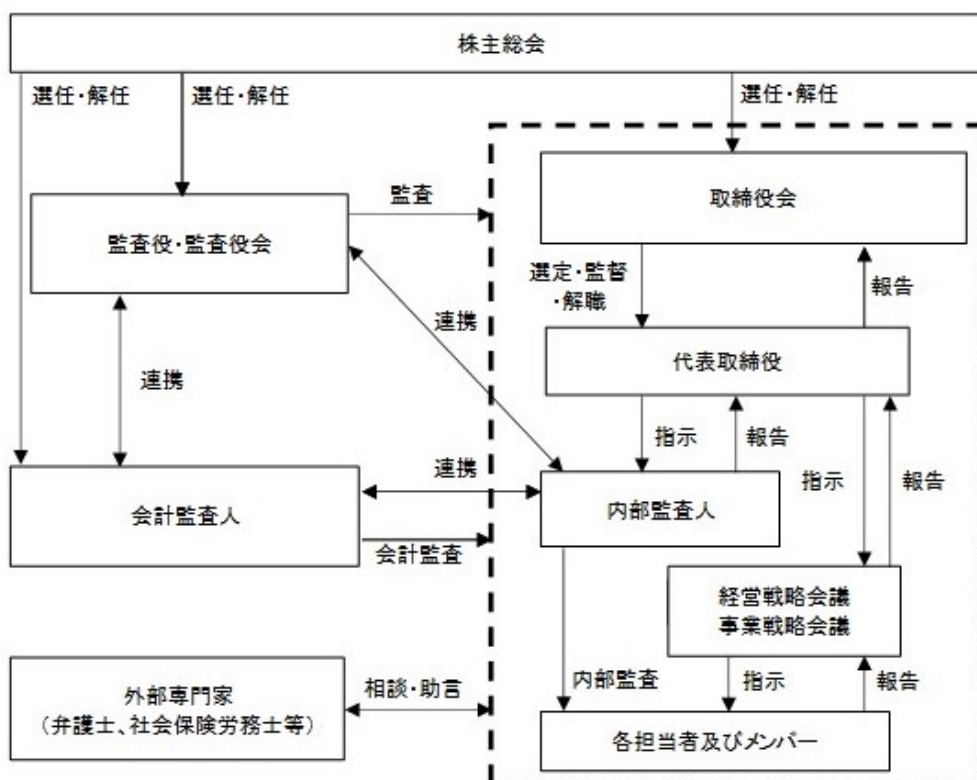 株主総会
選任・解任
選任・解任
選任・解任
監査
取締役会
監査役・監査役会
選定・監督
・解職
報告
連携
代表取締役
連携
指示
報告
連携
指示
報告
会計監査人
内部監査人
会計監査
経営戦略会議
事業戦略会議
外部専門家
(弁護士、社会保険労務士等)
相談・助言
内部監査
指示
報告
各担当者及びメンバー